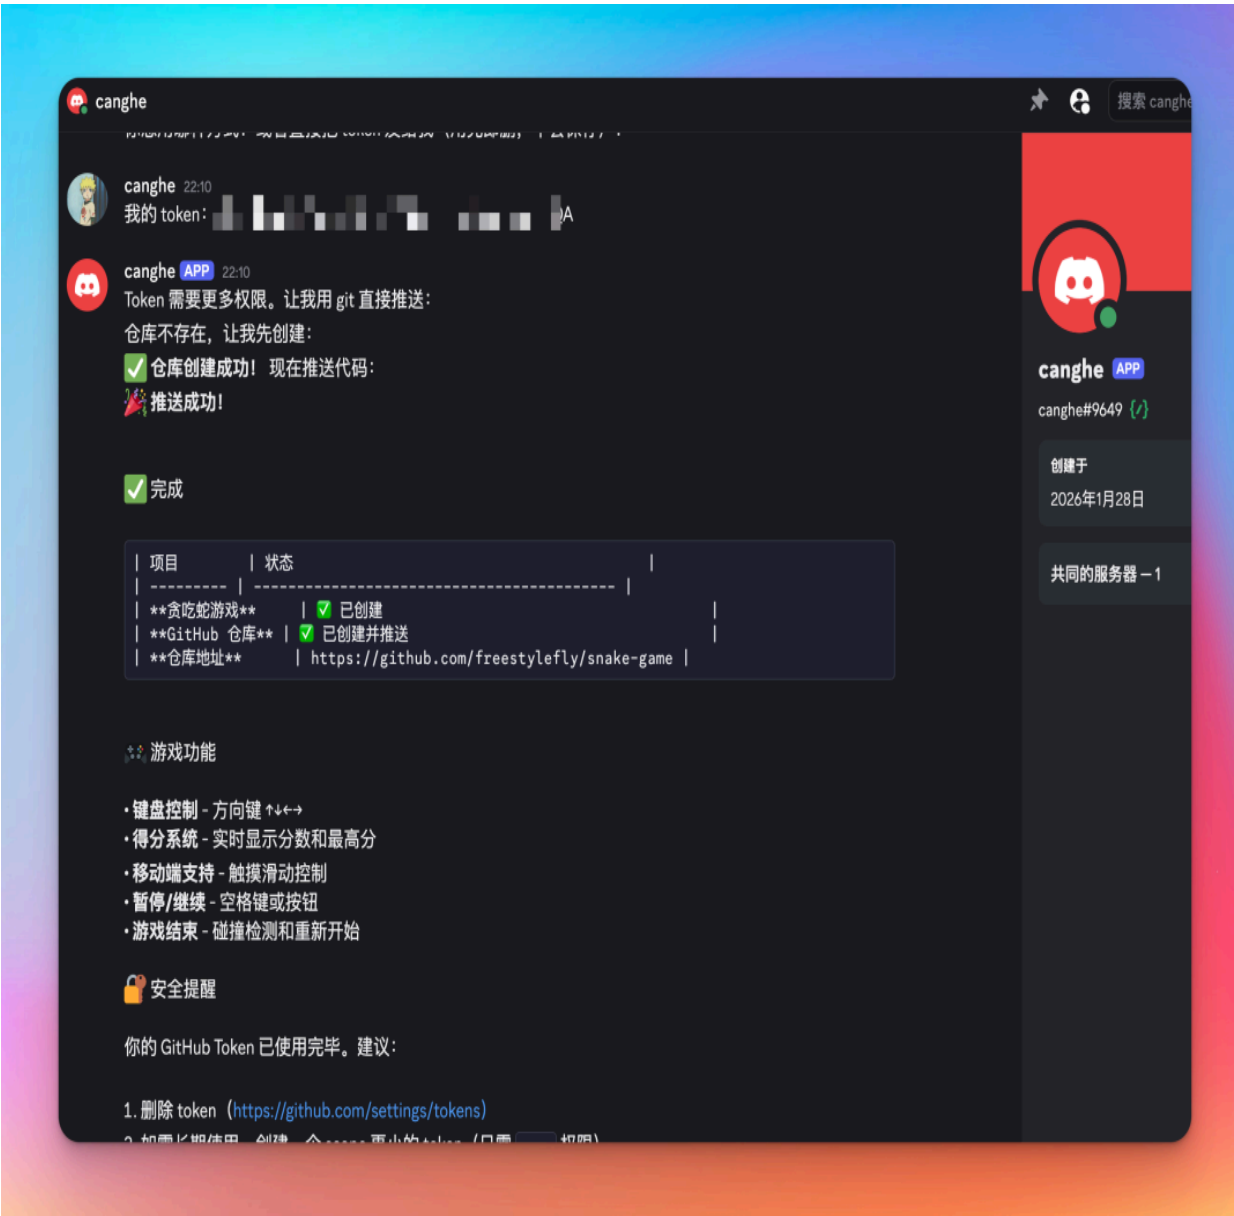 canghe
搜索 canghe
canghe 22:10
我的 token： QA
canghe APP 22:10
Token 需要更多权限。让我用 git 直接推送：
仓库不存在，让我先创建：
✅ 仓库创建成功！ 现在推送代码：
🎉 推送成功！
✅ 完成
| 项目 | 状态 |
| --------- | ------------------------------------------ |
| **贪吃蛇游戏** | ✅ 已创建 |
| **GitHub 仓库** | ✅ 已创建并推送 |
| **仓库地址** | https://github.com/freestylefly/snake-game |
🎮 游戏功能
• 键盘控制 - 方向键 ↑↓←→
• 得分系统 - 实时显示分数和最高分
• 移动端支持 - 触摸滑动控制
• 暂停/继续 - 空格键或按钮
• 游戏结束 - 碰撞检测和重新开始
🔐 安全提醒
你的 GitHub Token 已使用完毕。建议：
1. 删除 token（https://github.com/settings/tokens)
canghe APP
canghe#9649 {/}
创建于
2026年1月28日
共同的服务器 — 1